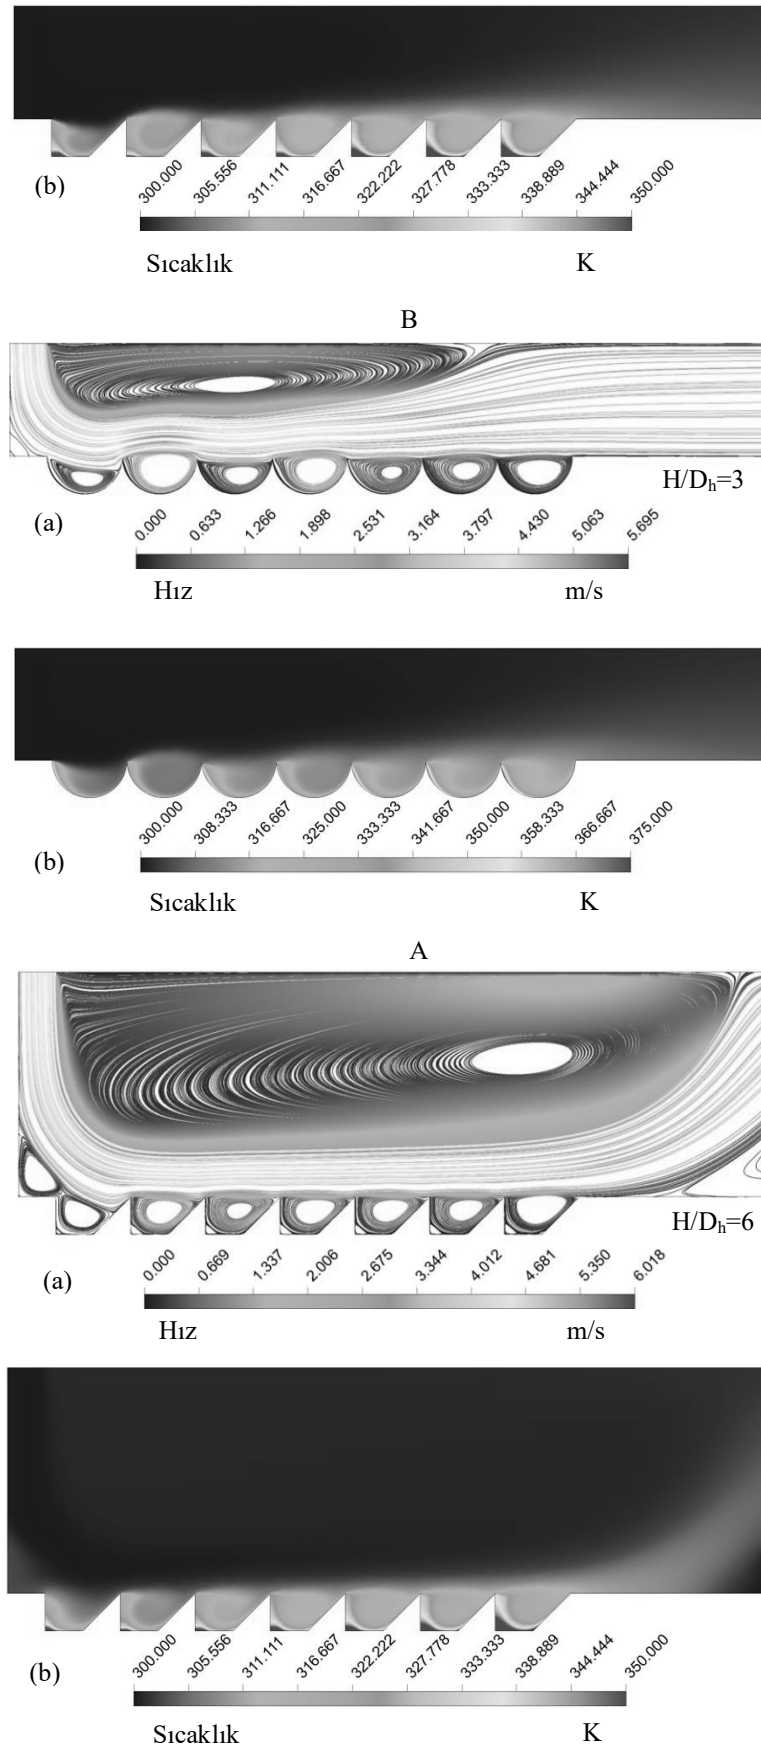 300.000 305.556 311.111 316.667 322.222 327.778 333.333 338.889 344.444 350.000
(b)
Sıcaklık K
B
H/Dₕ=3
(a)
0.000 0.633 1.266 1.898 2.531 3.164 3.797 4.430 5.063 5.695
Hız m/s
300.000 308.333 316.667 325.000 333.333 341.667 350.000 358.333 366.667 375.000
(b)
Sıcaklık K
A
H/Dₕ=6
(a)
0.000 0.669 1.337 2.006 2.675 3.344 4.012 4.681 5.350 6.018
Hız m/s
300.000 305.556 311.111 316.667 322.222 327.778 333.333 338.889 344.444 350.000
(b)
Sıcaklık K